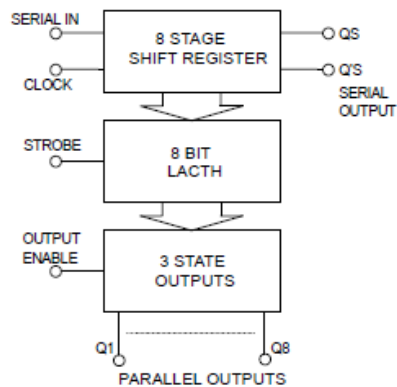 SERIAL IN
CLOCK
8 STAGE
SHIFT REGISTER
QS
Q'S
SERIAL
OUTPUT
STROBE
8 BIT
LACTH
OUTPUT
ENABLE
3 STATE
OUTPUTS
Q1
Q8
PARALLEL OUTPUTS